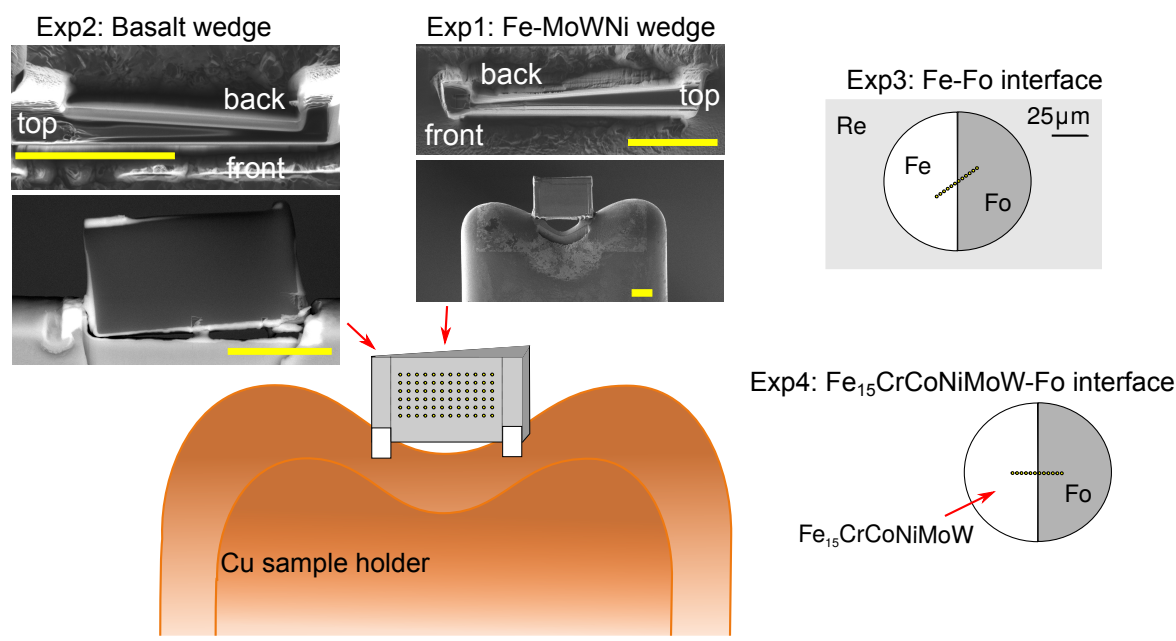 Exp2: Basalt wedge
back
top
front
Exp1: Fe-MoWNi wedge
back
top
front
Exp3: Fe-Fo interface
Re
25µm
Fe
Fo
Exp4: Fe₁₅CrCoNiMoW-Fo interface
Fo
Fe₁₅CrCoNiMoW
Cu sample holder